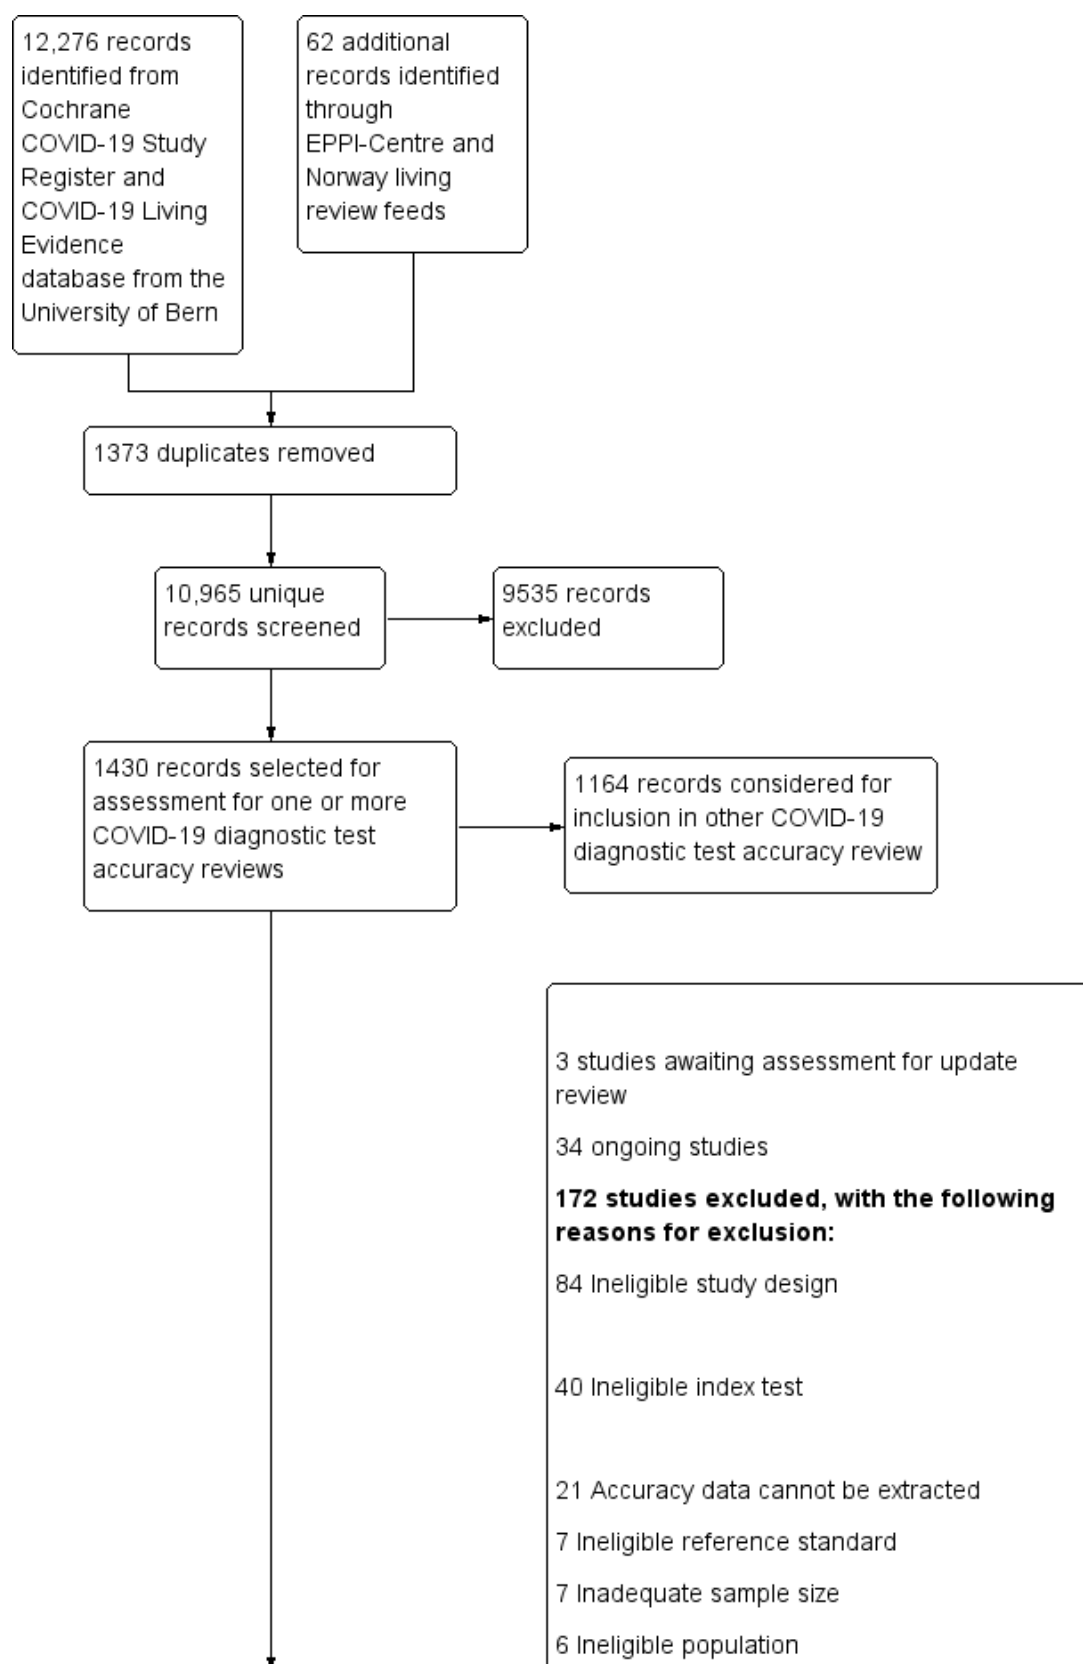 12,276 records
identified from
Cochrane
COVID-19 Study
Register and
COVID-19 Living
Evidence
database from the
University of Bern
62 additional
records identified
through
EPPI-Centre and
Norway living
review feeds
1373 duplicates removed
10,965 unique
records screened
9535 records
excluded
1430 records selected for
assessment for one or more
COVID-19 diagnostic test
accuracy reviews
1164 records considered for
inclusion in other COVID-19
diagnostic test accuracy review
3 studies awaiting assessment for update
review
34 ongoing studies
172 studies excluded, with the following
reasons for exclusion:
84 Ineligible study design
40 Ineligible index test
21 Accuracy data cannot be extracted
7 Ineligible reference standard
7 Inadequate sample size
6 Ineligible population